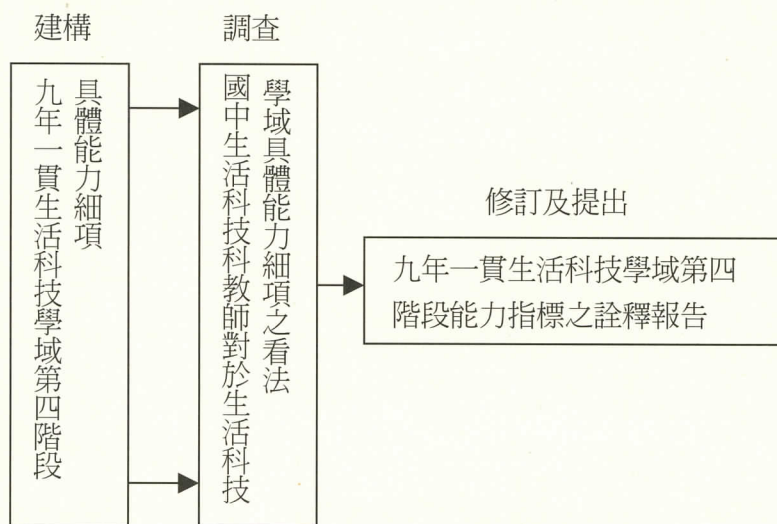 建構
九年一貫生活科技學域第四階段
具體能力細項
調查
國中生活科技科教師對於生活科技
學域具體能力細項之看法
修訂及提出
九年一貫生活科技學域第四
階段能力指標之詮釋報告